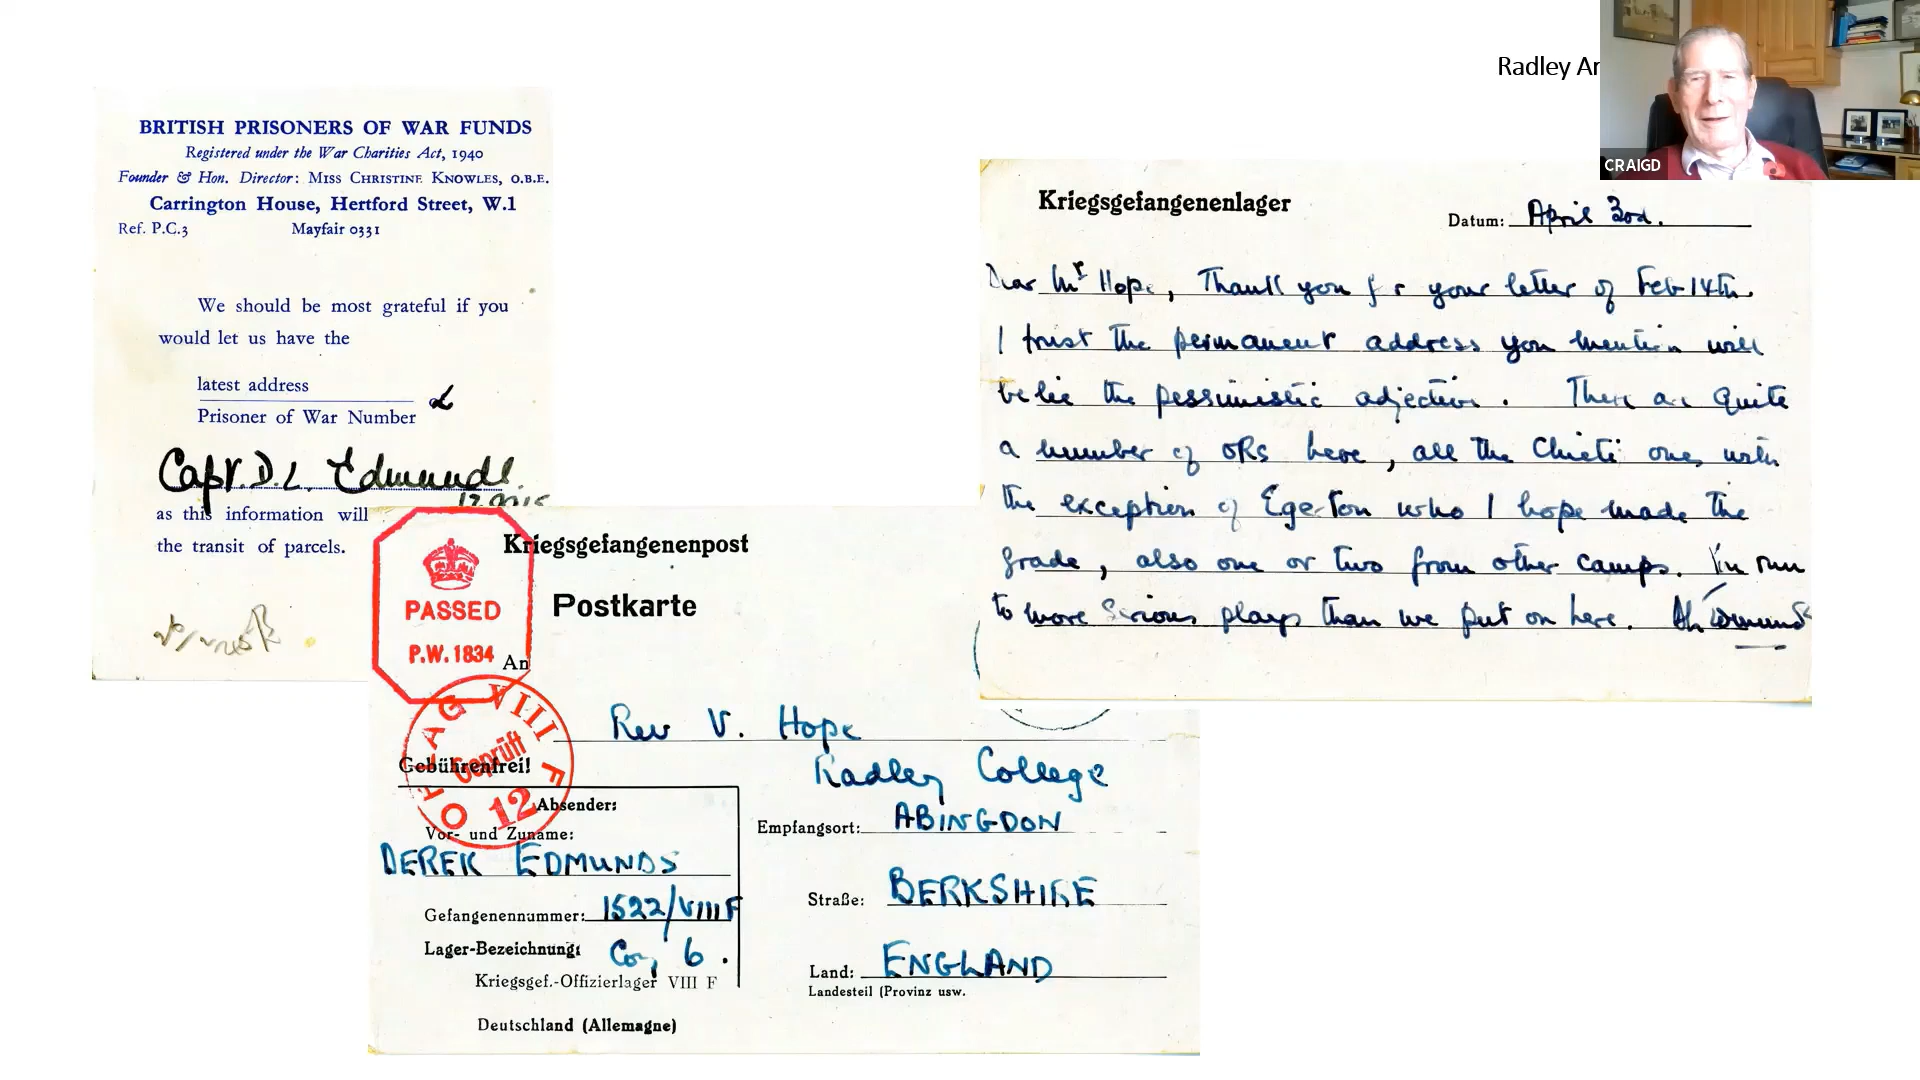 Radley Ar
CRAIGD
BRITISH PRISONERS OF WAR FUNDS
Registered under the War Charities Act, 1940
Founder & Hon. Director: MISS CHRISTINE KNOWLES, O.B.E.
Carrington House, Hertford Street, W.1
Ref. P.C.3 Mayfair 0331
We should be most grateful if you
would let us have the
latest address
Prisoner of War Number
Capt. D.L. Edmunds.
as this information will
the transit of parcels.
PASSED
P.W. 1834
Kriegsgefangenenpost
Postkarte
An
Rev V. Hope
Radley College
Gebührenfrei!
OFLAG VIII F
Geprüft
12
Absender:
Vor- und Zuname:
DEREK EDMUNDS
Gefangenennummer: 1522/VIII F
Lager-Bezeichnung: Coy 6.
Kriegsgef.-Offizierlager VIII F
Deutschland (Allemagne)
Empfangsort: ABINGDON
Straße: BERKSHIRE
Land: ENGLAND
Landesteil (Provinz usw.
Kriegsgefangenenlager
Datum: April 3rd.
Dear Mr Hope, Thank you for your letter of Feb 14th.
I trust the permanent address you mention will
belie the pessimistic adjective. There are quite
a number of ORs here, all the Chieti ones with
the exception of Egerton who I hope made the
grade, also one or two from other camps. I'm
to more serious plays than we put on here. Edmunds